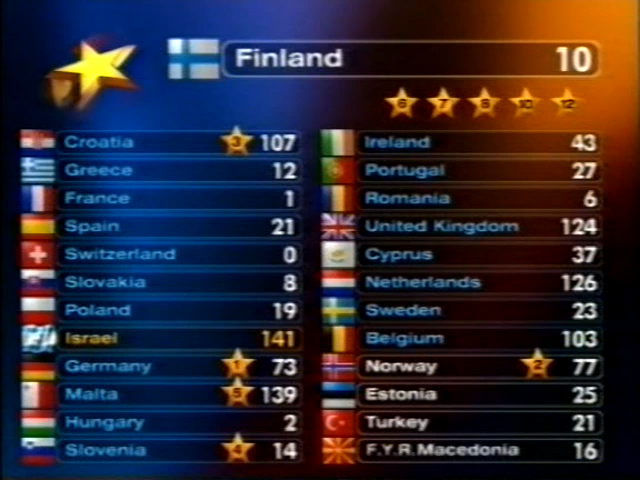 Finland 10
6 7 8 10 12
Croatia 3 107
Greece 12
France 1
Spain 21
Switzerland 0
Slovakia 8
Poland 19
Israel 141
Germany 1 73
Malta 5 139
Hungary 2
Slovenia 4 14
Ireland 43
Portugal 27
Romania 6
United Kingdom 124
Cyprus 37
Netherlands 126
Sweden 23
Belgium 103
Norway 2 77
Estonia 25
Turkey 21
F.Y.R.Macedonia 16